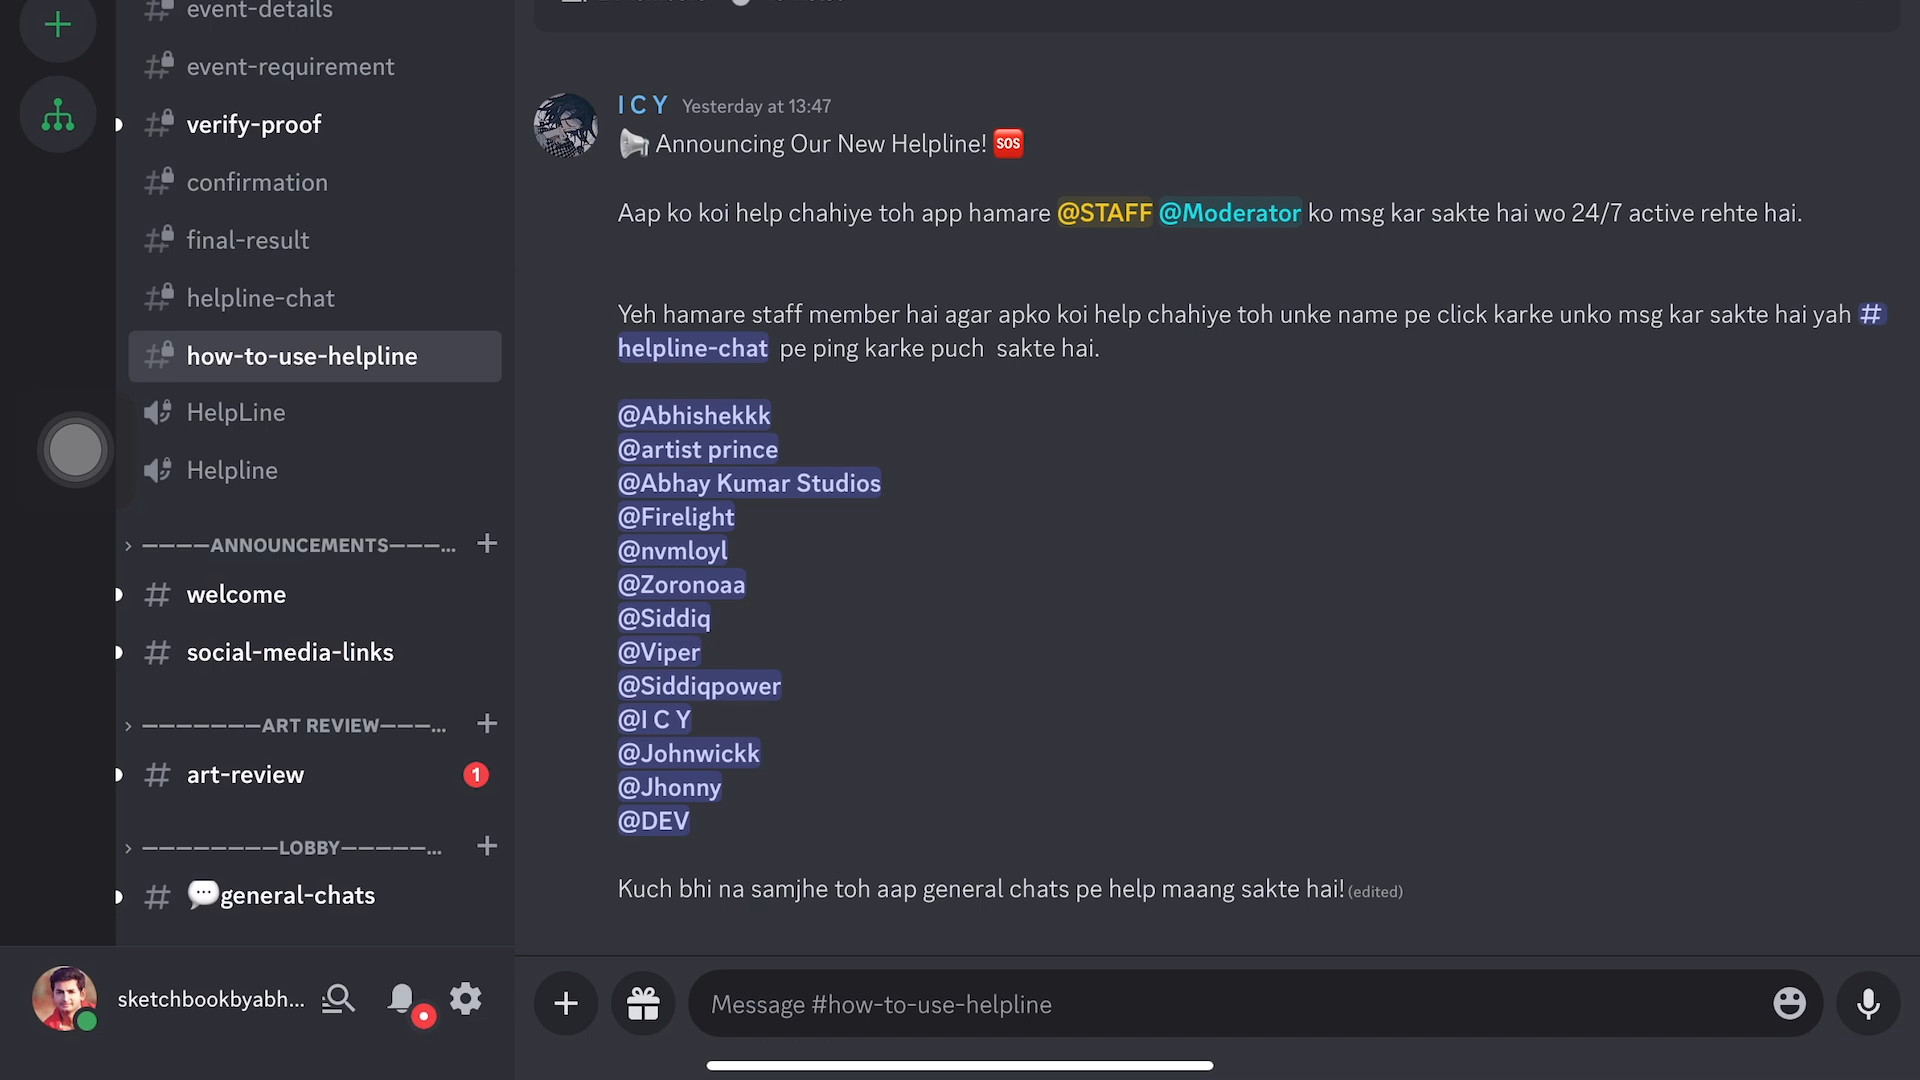 event-details
event-requirement
verify-proof
confirmation
final-result
helpline-chat
how-to-use-helpline
HelpLine
Helpline
————ANNOUNCEMENTS———...
welcome
social-media-links
———————ART REVIEW———...
art-review
1
————————LOBBY—————...
general-chats
sketchbookbyabh...
I C Y Yesterday at 13:47
Announcing Our New Helpline! SOS
Aap ko koi help chahiye toh app hamare @STAFF @Moderator ko msg kar sakte hai wo 24/7 active rehte hai.
Yeh hamare staff member hai agar apko koi help chahiye toh unke name pe click karke unko msg kar sakte hai yah #
helpline-chat pe ping karke puch sakte hai.
@Abhishekkk
@artist prince
@Abhay Kumar Studios
@Firelight
@nvmloyl
@Zoronoaa
@Siddiq
@Viper
@Siddiqpower
@I C Y
@Johnwickk
@Jhonny
@DEV
Kuch bhi na samjhe toh aap general chats pe help maang sakte hai! (edited)
Message #how-to-use-helpline